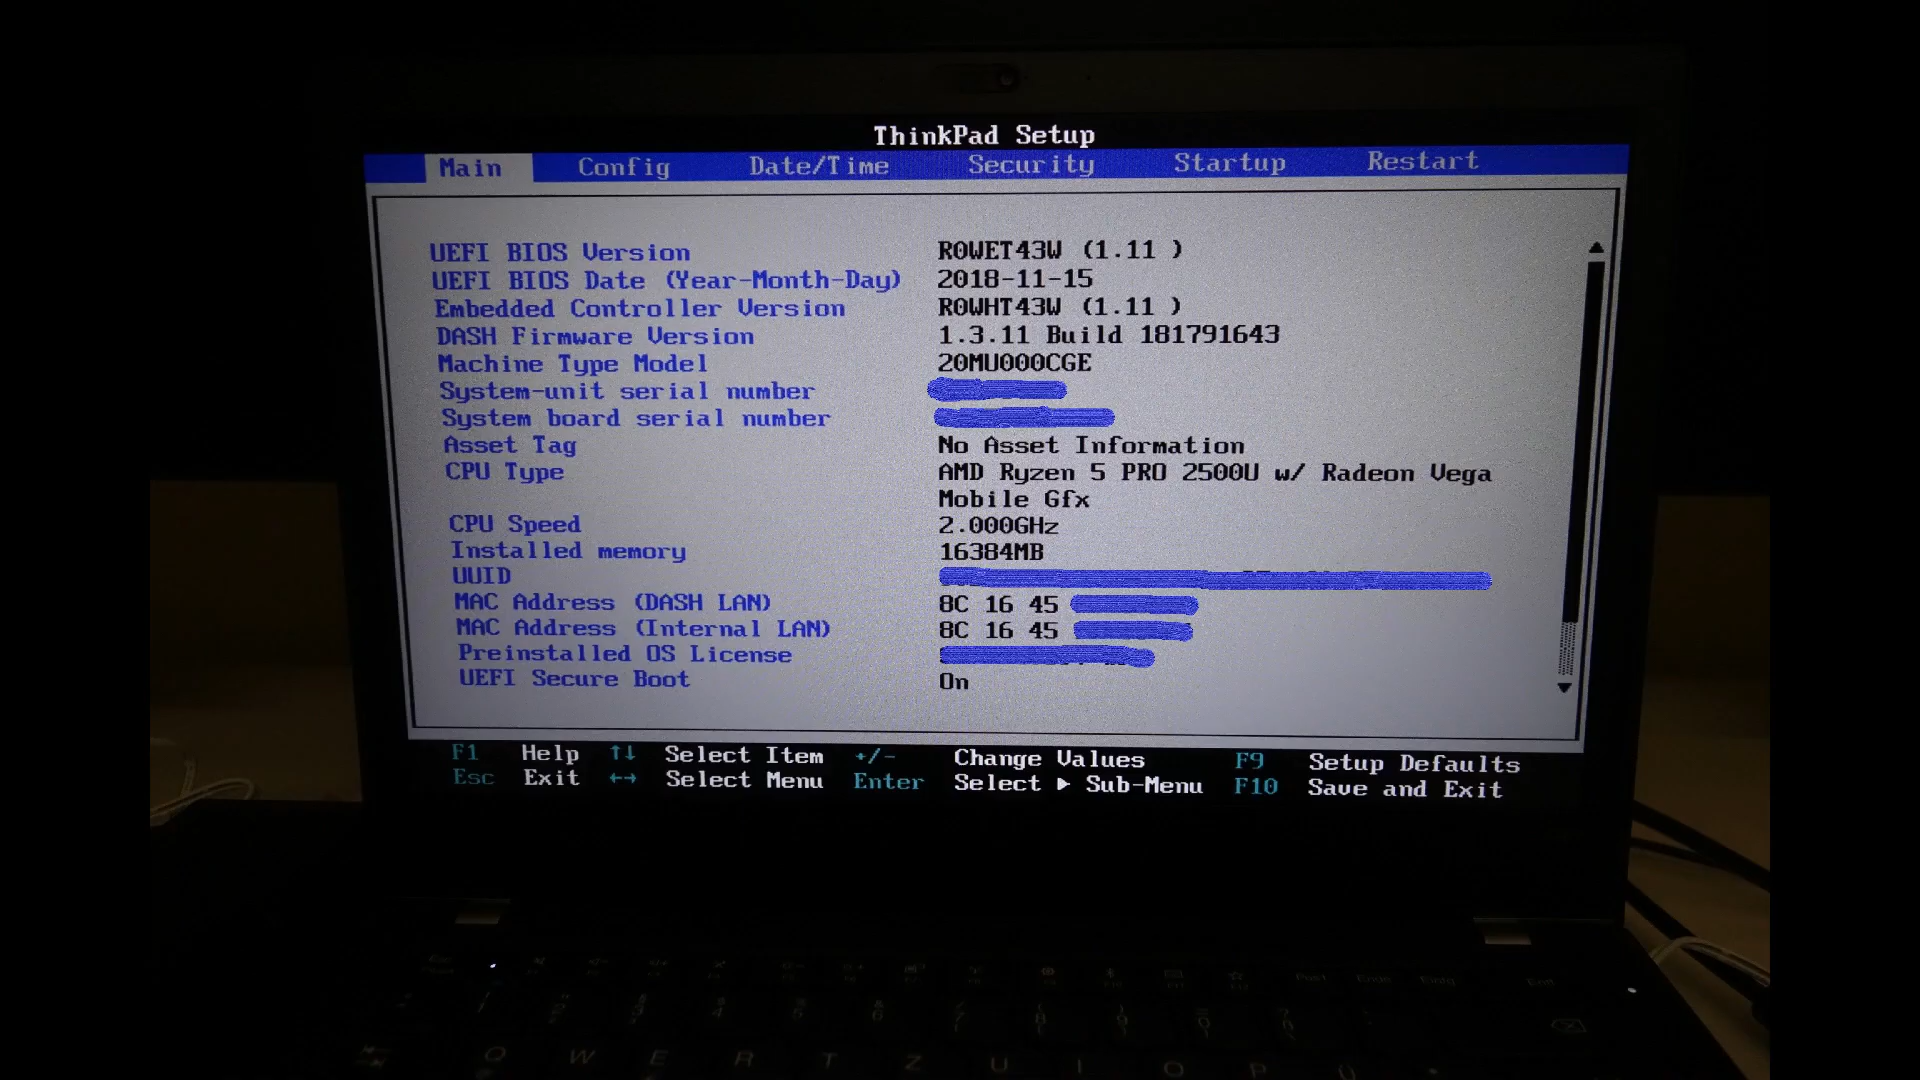 ThinkPad Setup
Main Config Date/Time Security Startup Restart
UEFI BIOS Version R0WET43W (1.11 )
UEFI BIOS Date (Year-Month-Day) 2018-11-15
Embedded Controller Version R0WHT43W (1.11 )
DASH Firmware Version 1.3.11 Build 181791643
Machine Type Model 20MU000CGE
System-unit serial number
System board serial number
Asset Tag No Asset Information
CPU Type AMD Ryzen 5 PRO 2500U w/ Radeon Vega
Mobile Gfx
CPU Speed 2.000GHz
Installed memory 16384MB
UUID
MAC Address (DASH LAN) 8C 16 45
MAC Address (Internal LAN) 8C 16 45
Preinstalled OS License
UEFI Secure Boot On
F1 Help ↑↓ Select Item +/- Change Values F9 Setup Defaults
Esc Exit ←→ Select Menu Enter Select ▶ Sub-Menu F10 Save and Exit
Q W E R T Z U I O P